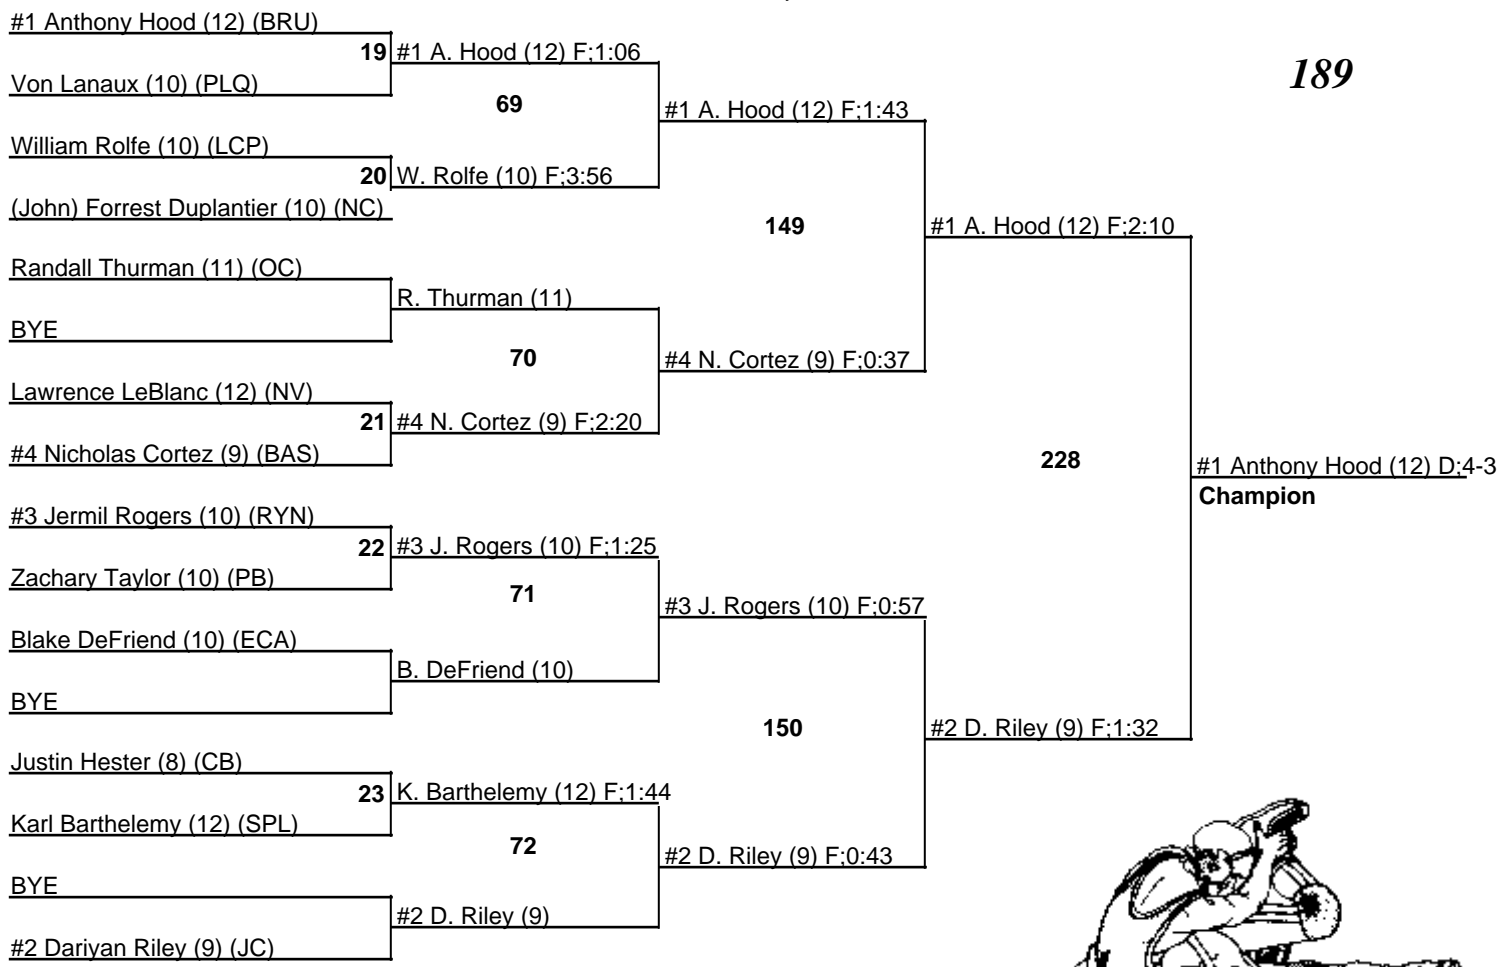 #1 Anthony Hood (12) (BRU)
19 #1 A. Hood (12) F;1:06
189
Von Lanaux (10) (PLQ)
69
#1 A. Hood (12) F;1:43
William Rolfe (10) (LCP)
20 W. Rolfe (10) F;3:56
(John) Forrest Duplantier (10) (NC)
149
#1 A. Hood (12) F;2:10
Randall Thurman (11) (OC)
R. Thurman (11)
BYE
70
#4 N. Cortez (9) F;0:37
Lawrence LeBlanc (12) (NV)
21 #4 N. Cortez (9) F;2:20
#4 Nicholas Cortez (9) (BAS)
228
#1 Anthony Hood (12) D;4-3
Champion
#3 Jermil Rogers (10) (RYN)
22 #3 J. Rogers (10) F;1:25
Zachary Taylor (10) (PB)
71
#3 J. Rogers (10) F;0:57
Blake DeFriend (10) (ECA)
B. DeFriend (10)
BYE
150
#2 D. Riley (9) F;1:32
Justin Hester (8) (CB)
23 K. Barthelemy (12) F;1:44
Karl Barthelemy (12) (SPL)
72
#2 D. Riley (9) F;0:43
BYE
#2 D. Riley (9)
#2 Dariyan Riley (9) (JC)